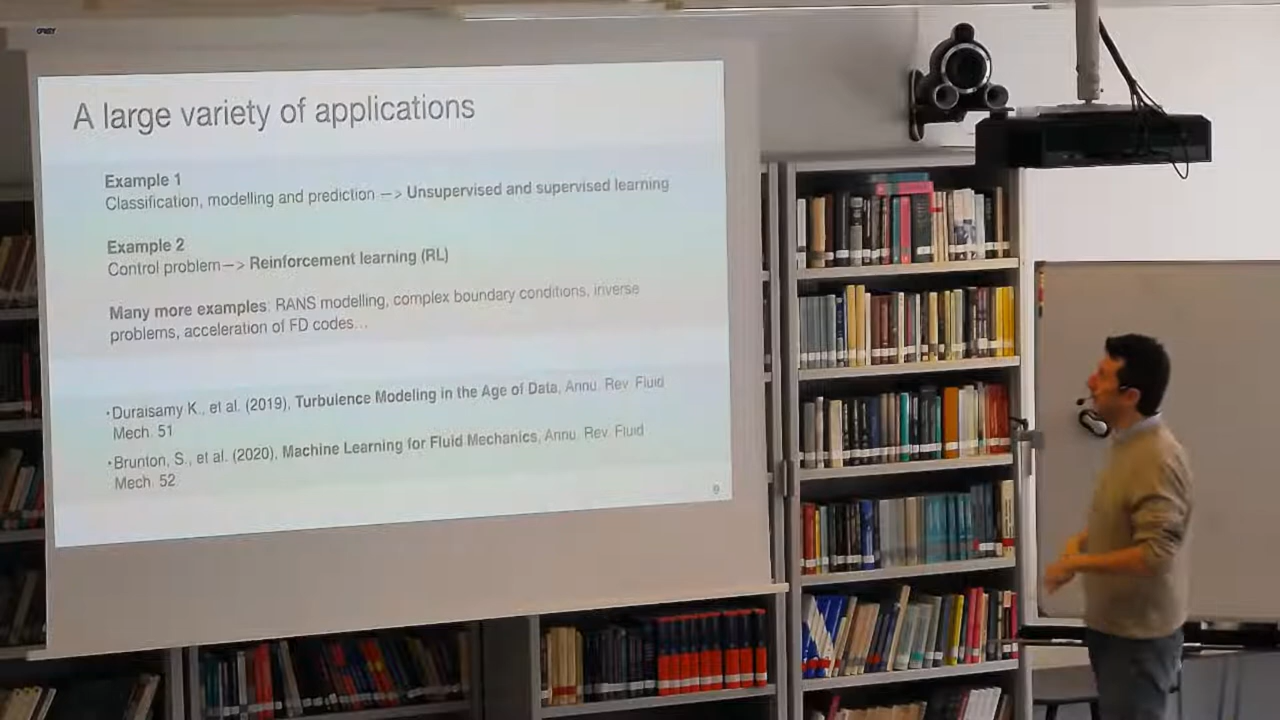 A large variety of applications
Example 1
Classification, modelling and prediction —> Unsupervised and supervised learning
Example 2
Control problem—> Reinforcement learning (RL)
Many more examples: RANS modelling, complex boundary conditions, inverse
problems, acceleration of FD codes…
·Duraisamy K., et al. (2019), Turbulence Modeling in the Age of Data, Annu. Rev. Fluid
Mech. 51
·Brunton, S., et al. (2020), Machine Learning for Fluid Mechanics, Annu. Rev. Fluid
Mech. 52